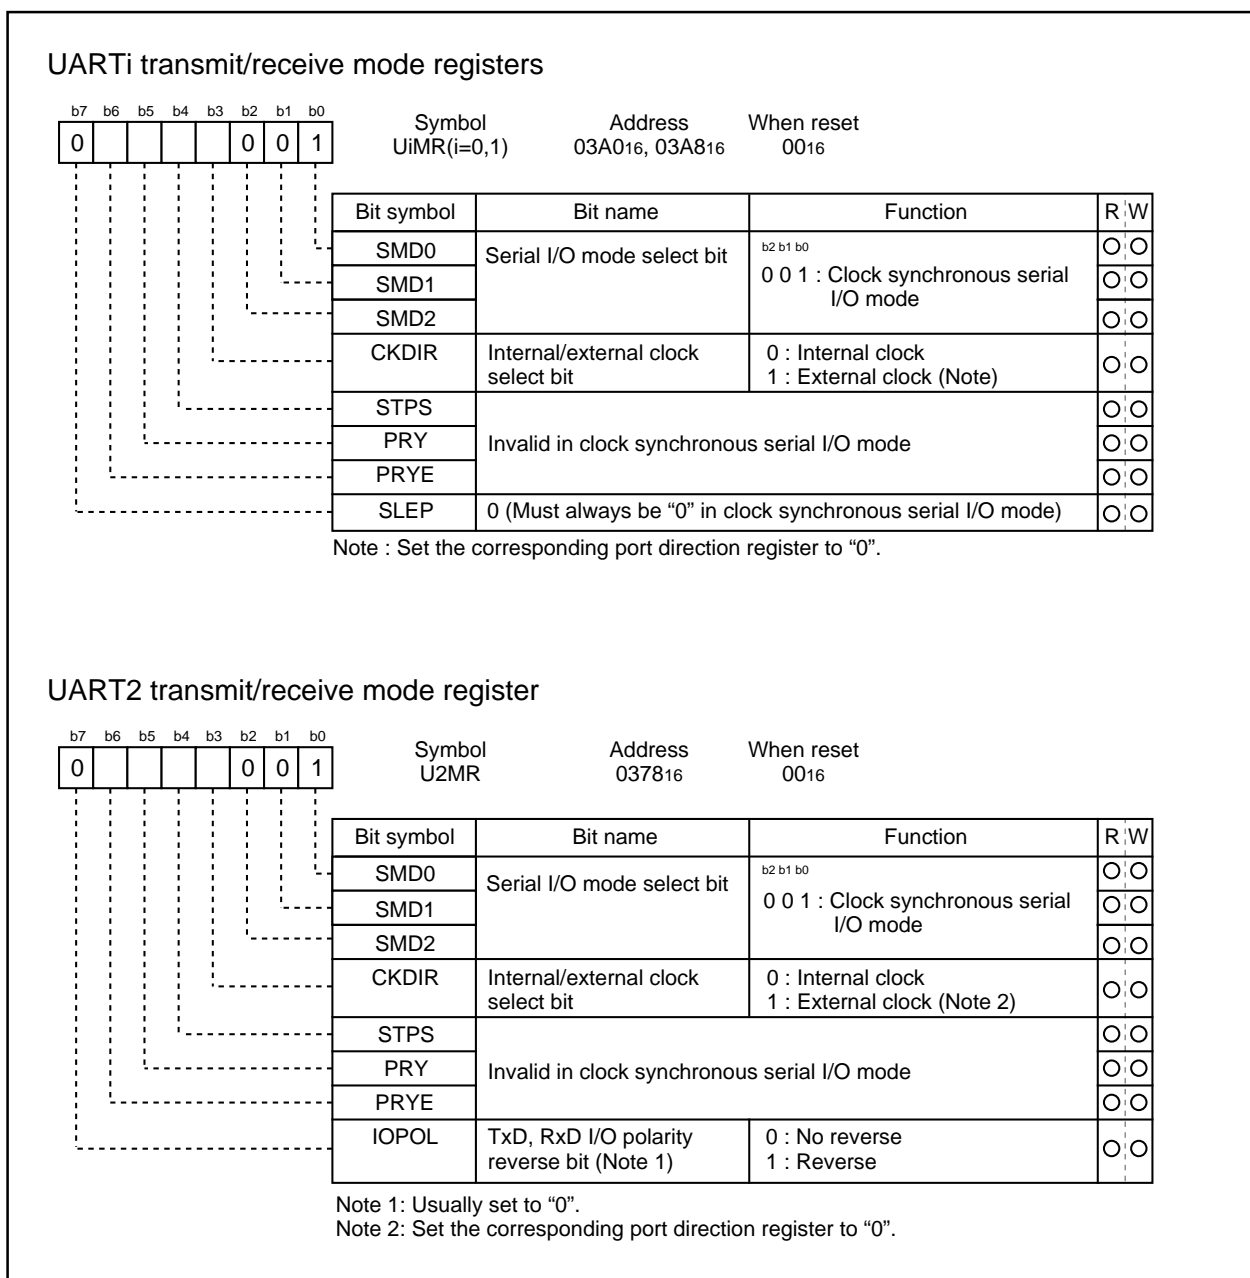 UARTi transmit/receive mode registers
b7 b6 b5 b4 b3 b2 b1 b0
0 0 0 1
Symbol Address When reset
UiMR(i=0,1) 03A016, 03A816 0016
Bit symbol Bit name Function R W
SMD0 Serial I/O mode select bit b2 b1 b0
SMD1 0 0 1 : Clock synchronous serial
I/O mode
SMD2
CKDIR Internal/external clock 0 : Internal clock
select bit 1 : External clock (Note)
STPS
PRY Invalid in clock synchronous serial I/O mode
PRYE
SLEP 0 (Must always be “0” in clock synchronous serial I/O mode)
Note : Set the corresponding port direction register to “0”.
UART2 transmit/receive mode register
b7 b6 b5 b4 b3 b2 b1 b0
0 0 0 1
Symbol Address When reset
U2MR 037816 0016
Bit symbol Bit name Function R W
SMD0 Serial I/O mode select bit b2 b1 b0
SMD1 0 0 1 : Clock synchronous serial
I/O mode
SMD2
CKDIR Internal/external clock 0 : Internal clock
select bit 1 : External clock (Note 2)
STPS
PRY Invalid in clock synchronous serial I/O mode
PRYE
IOPOL TxD, RxD I/O polarity 0 : No reverse
reverse bit (Note 1) 1 : Reverse
Note 1: Usually set to “0”.
Note 2: Set the corresponding port direction register to “0”.